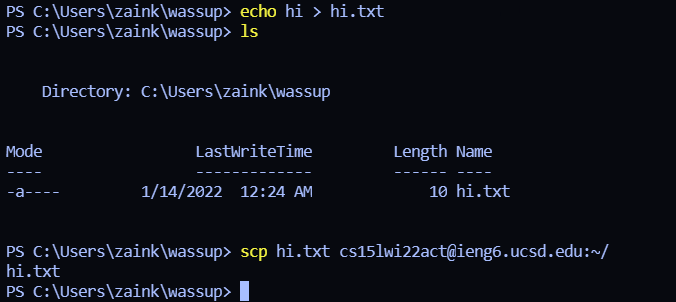 PS C:\Users\zaink\wassup> echo hi > hi.txt
PS C:\Users\zaink\wassup> ls
Directory: C:\Users\zaink\wassup
Mode LastWriteTime Length Name
---- ------------- ------ ----
-a---- 1/14/2022 12:24 AM 10 hi.txt
PS C:\Users\zaink\wassup> scp hi.txt cs15lwi22act@ieng6.ucsd.edu:~/
hi.txt
PS C:\Users\zaink\wassup>